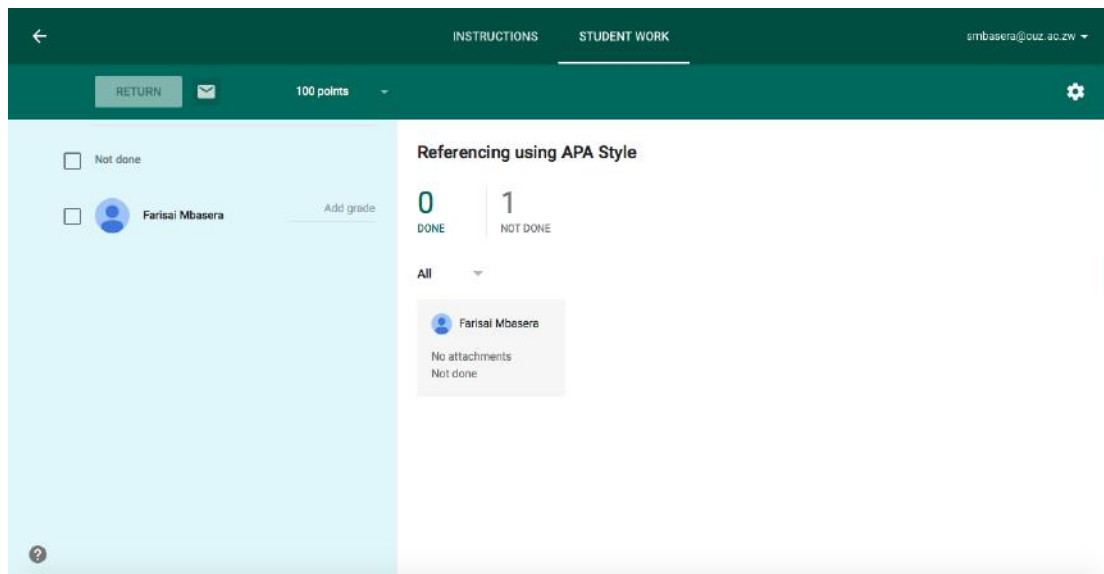 INSTRUCTIONS STUDENT WORK smbasera@cuz.ac.zw
RETURN 100 points
Not done
Farisai Mbasera Add grade
Referencing using APA Style
0 1
DONE NOT DONE
All
Farisai Mbasera
No attachments
Not done